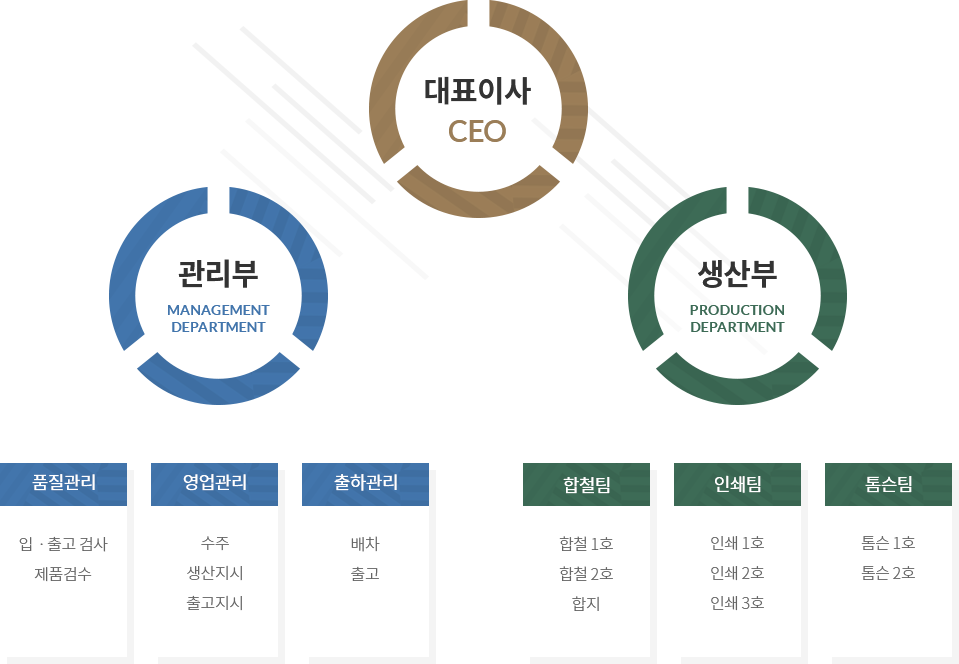 대표이사
CEO
관리부
MANAGEMENT
DEPARTMENT
생산부
PRODUCTION
DEPARTMENT
품질관리
입 · 출고 검사
제품검수
영업관리
수주
생산지시
출고지시
출하관리
배차
출고
합철팀
합철 1호
합철 2호
합지
인쇄팀
인쇄 1호
인쇄 2호
인쇄 3호
톰슨팀
톰슨 1호
톰슨 2호